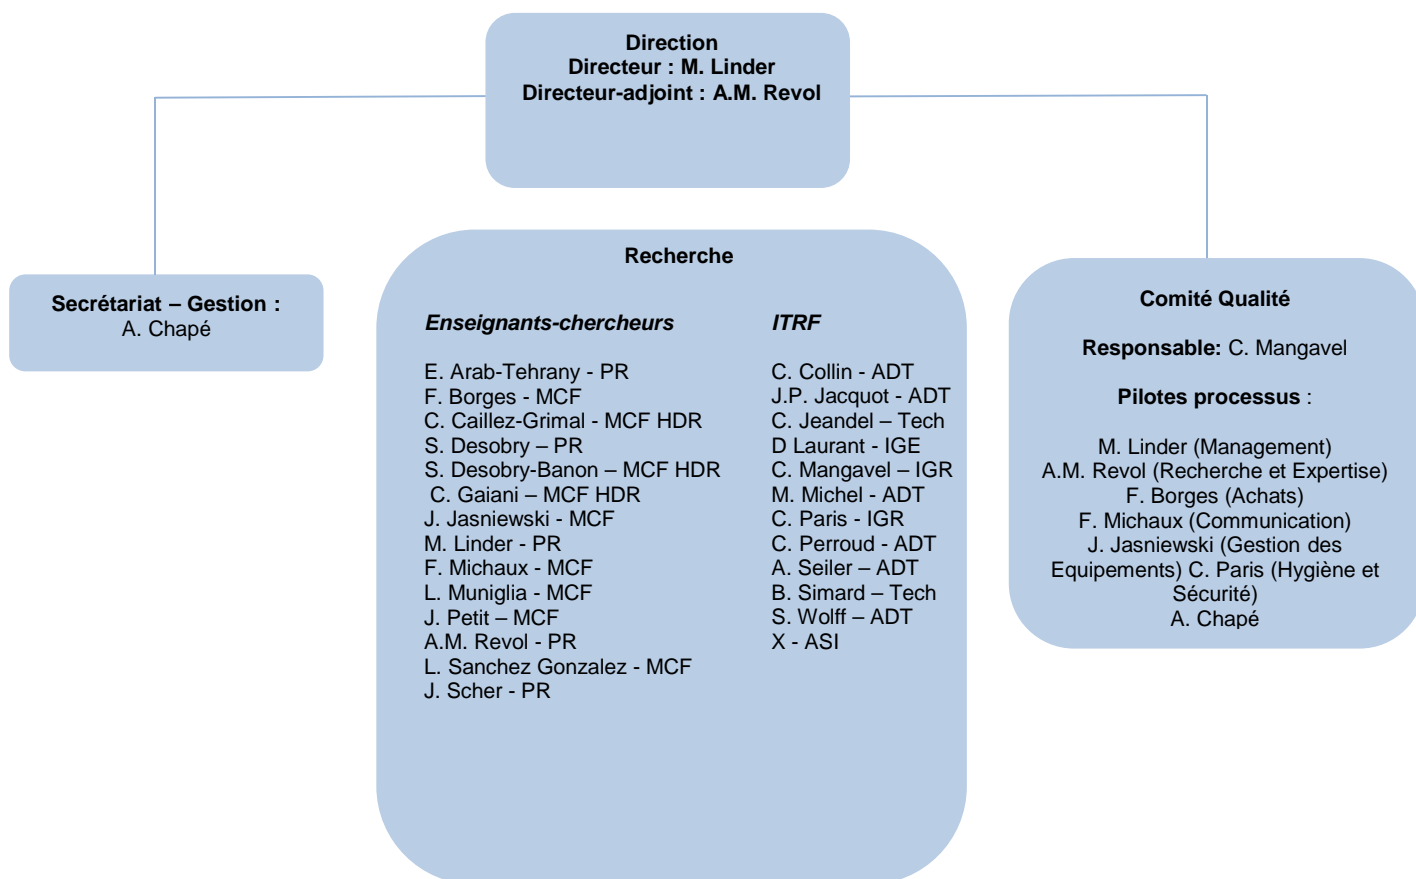 Direction
Directeur : M. Linder
Directeur-adjoint : A.M. Revol
Secrétariat – Gestion :
A. Chapé
Recherche
Enseignants-chercheurs
E. Arab-Tehrany - PR
F. Borges - MCF
C. Caillez-Grimal - MCF HDR
S. Desobry – PR
S. Desobry-Banon – MCF HDR
C. Gaiani – MCF HDR
J. Jasniewski - MCF
M. Linder - PR
F. Michaux - MCF
L. Muniglia - MCF
J. Petit – MCF
A.M. Revol - PR
L. Sanchez Gonzalez - MCF
J. Scher - PR
ITRF
C. Collin - ADT
J.P. Jacquot - ADT
C. Jeandel – Tech
D Laurant - IGE
C. Mangavel – IGR
M. Michel - ADT
C. Paris - IGR
C. Perroud - ADT
A. Seiler – ADT
B. Simard – Tech
S. Wolff – ADT
X - ASI
Comité Qualité
Responsable: C. Mangavel
Pilotes processus :
M. Linder (Management)
A.M. Revol (Recherche et Expertise)
F. Borges (Achats)
F. Michaux (Communication)
J. Jasniewski (Gestion des
Equipements) C. Paris (Hygiène et
Sécurité)
A. Chapé